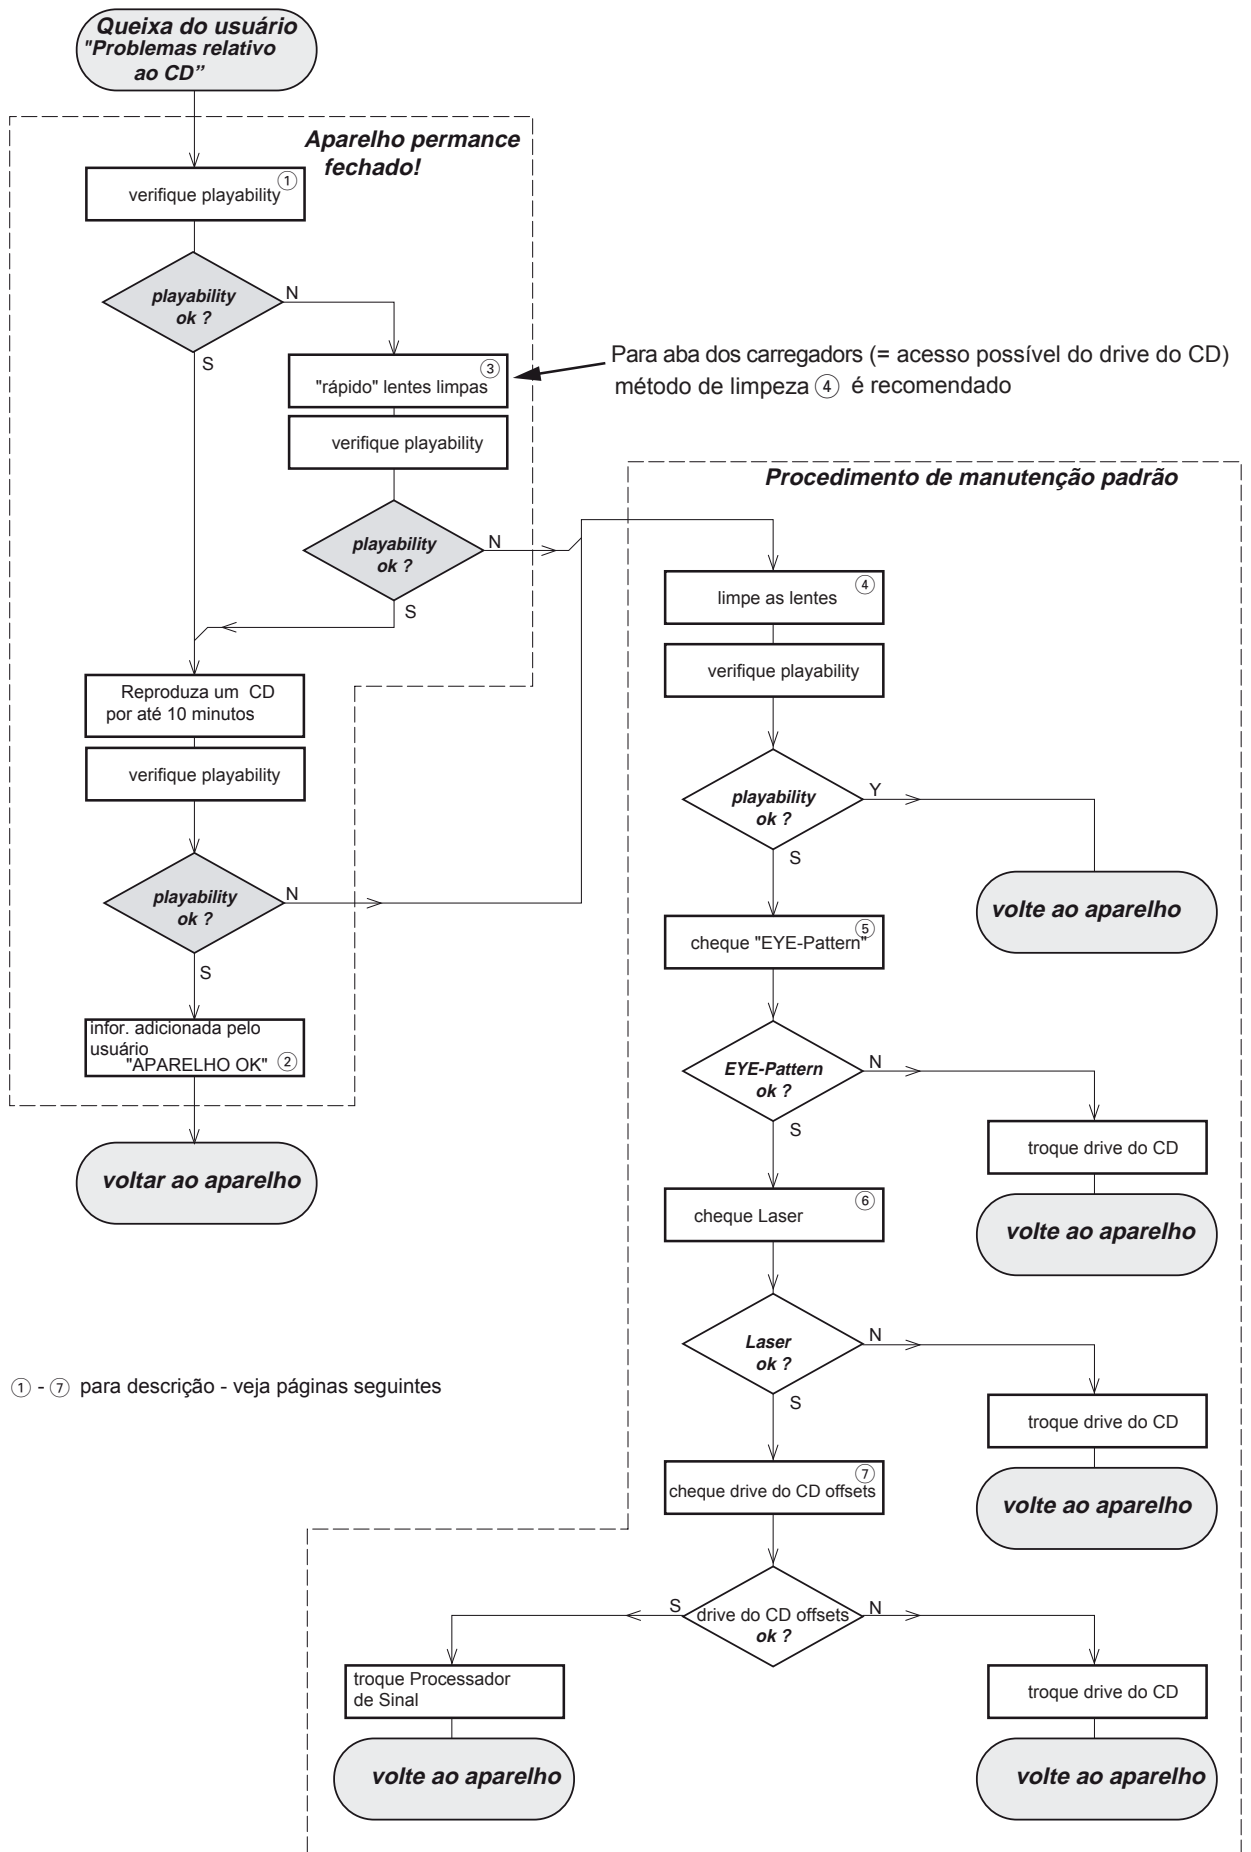 Queixa do usuário
"Problemas relativo
ao CD”
Aparelho permance
fechado!
1
verifique playability
playability
ok ?
N
S
3
"rápido" lentes limpas
Para aba dos carregadors (= acesso possível do drive do CD)
método de limpeza 4 é recomendado
verifique playability
playability
ok ?
N
S
Reproduza um CD
por até 10 minutos
verifique playability
playability
ok ?
N
S
infor. adicionada pelo
usuário
"APARELHO OK" 2
voltar ao aparelho
1 - 7 para descrição - veja páginas seguintes
Procedimento de manutenção padrão
4
limpe as lentes
verifique playability
playability
ok ?
Y
S
volte ao aparelho
5
cheque "EYE-Pattern"
EYE-Pattern
ok ?
N
S
troque drive do CD
volte ao aparelho
6
cheque Laser
Laser
ok ?
N
S
troque drive do CD
volte ao aparelho
7
cheque drive do CD offsets
drive do CD offsets
ok ?
S
N
troque Processador
de Sinal
volte ao aparelho
troque drive do CD
volte ao aparelho